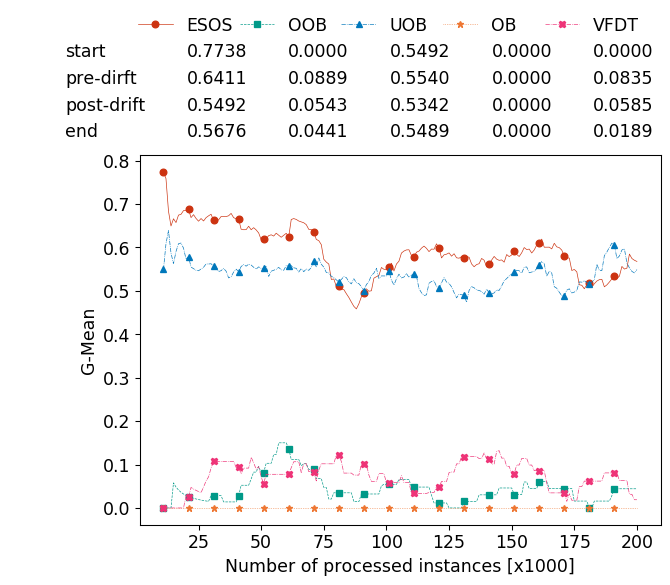 ESOS OOB UOB OB VFDT
start 0.7738 0.0000 0.5492 0.0000 0.0000
pre-dirft 0.6411 0.0889 0.5540 0.0000 0.0835
post-drift 0.5492 0.0543 0.5342 0.0000 0.0585
end 0.5676 0.0441 0.5489 0.0000 0.0189
0.8
0.7
0.6
0.5
0.4
0.3
0.2
0.1
0.0
G-Mean
25 50 75 100 125 150 175 200
Number of processed instances [x1000]